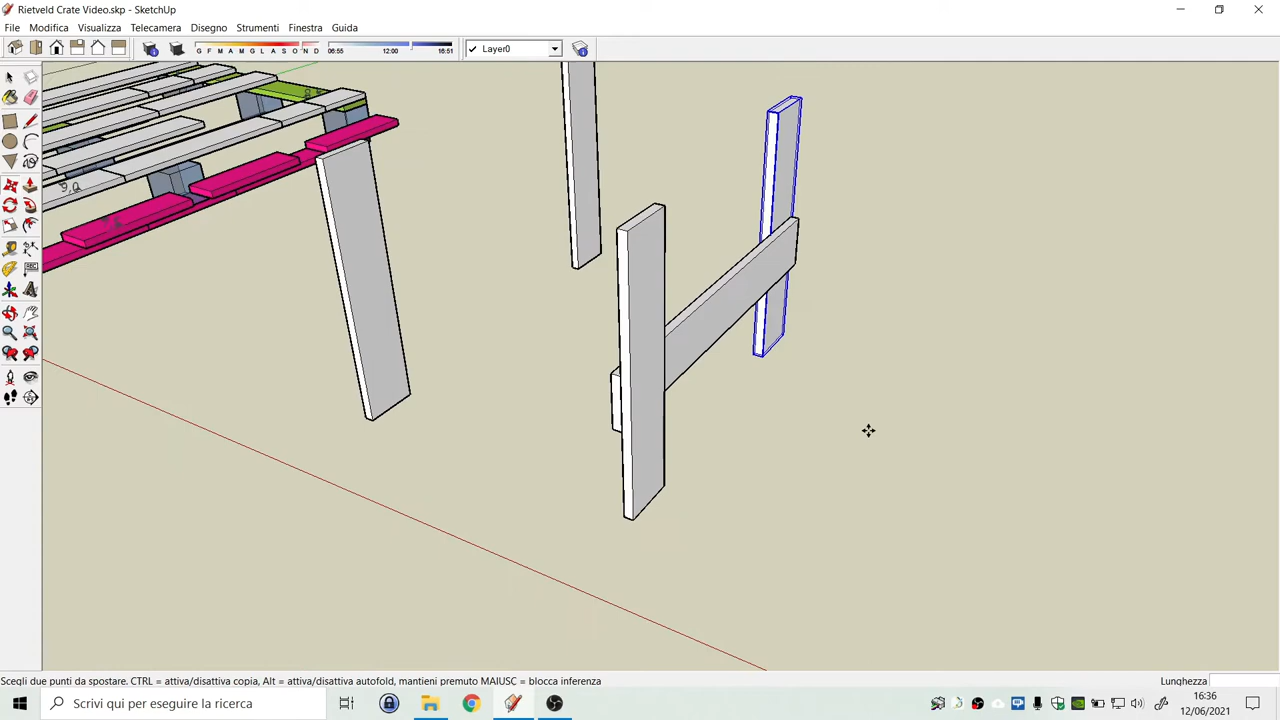 Rietveld Crate Video.skp - SketchUp
File Modifica Visualizza Telecamera Disegno Strumenti Finestra Guida
G F M A M G L A S O N D 06:55 12:00 16:51 Layer0
9,0
Scegli due punti da spostare. CTRL = attiva/disattiva copia, Alt = attiva/disattiva autofold, mantieni premuto MAIUSC = blocca inferenza Lunghezza
Scrivi qui per eseguire la ricerca
16:36
12/06/2021